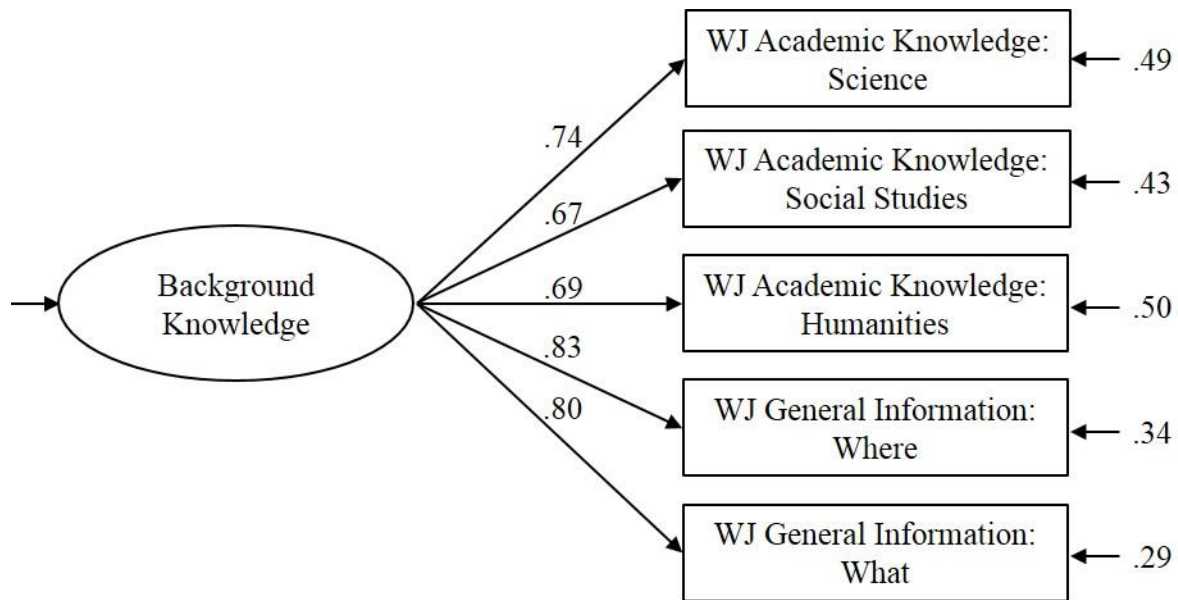 WJ Academic Knowledge:
Science
.49
.74
WJ Academic Knowledge:
Social Studies
.43
.67
Background
Knowledge
.69
WJ Academic Knowledge:
Humanities
.50
.83
WJ General Information:
Where
.34
.80
WJ General Information:
What
.29